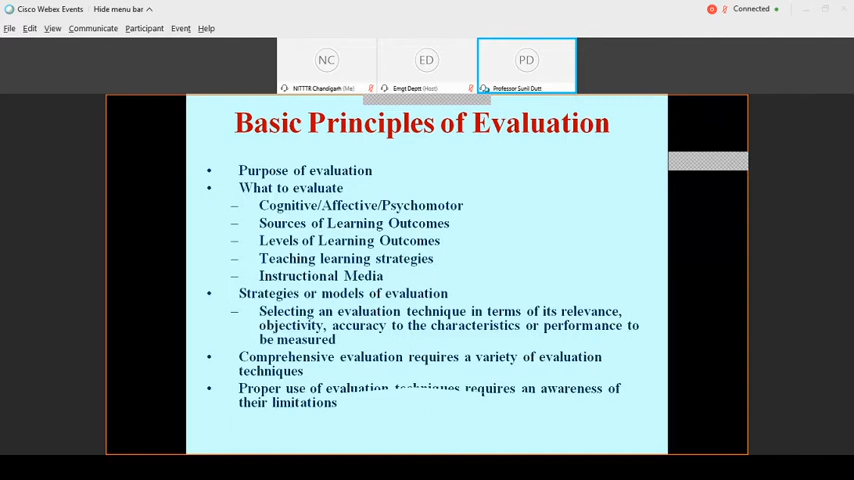 Cisco Webex Events Hide menu bar Connected
File Edit View Communicate Participant Event Help
NC ED PD
NITTTR Chandigarh (Me) Emgt Deptt (Host) Professor Sunil Dutt
Basic Principles of Evaluation
• Purpose of evaluation
• What to evaluate
– Cognitive/Affective/Psychomotor
– Sources of Learning Outcomes
– Levels of Learning Outcomes
– Teaching learning strategies
– Instructional Media
• Strategies or models of evaluation
– Selecting an evaluation technique in terms of its relevance,
objectivity, accuracy to the characteristics or performance to
be measured
• Comprehensive evaluation requires a variety of evaluation
techniques
• Proper use of evaluation techniques requires an awareness of
their limitations